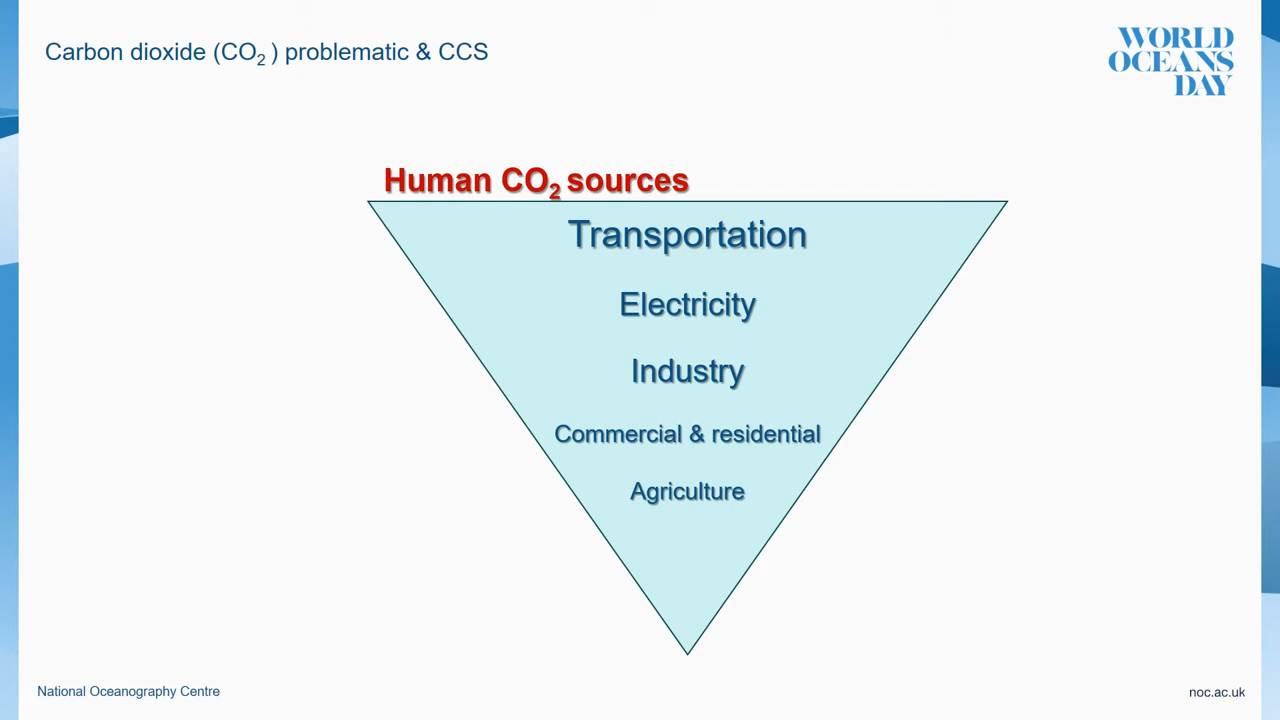 Carbon dioxide (CO₂ ) problematic & CCS
WORLD
OCEANS
DAY
Human CO₂ sources
Transportation
Electricity
Industry
Commercial & residential
Agriculture
National Oceanography Centre
noc.ac.uk